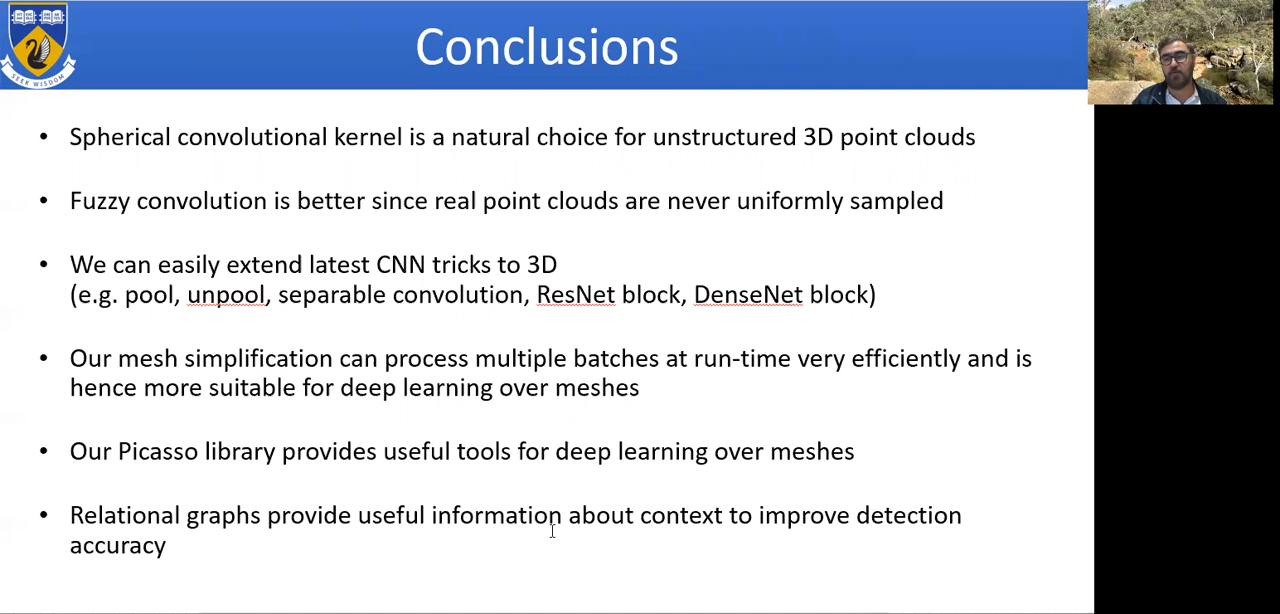 Conclusions
SEEK WISDOM
• Spherical convolutional kernel is a natural choice for unstructured 3D point clouds
• Fuzzy convolution is better since real point clouds are never uniformly sampled
• We can easily extend latest CNN tricks to 3D
(e.g. pool, unpool, separable convolution, ResNet block, DenseNet block)
• Our mesh simplification can process multiple batches at run-time very efficiently and is
hence more suitable for deep learning over meshes
• Our Picasso library provides useful tools for deep learning over meshes
• Relational graphs provide useful information about context to improve detection
accuracy